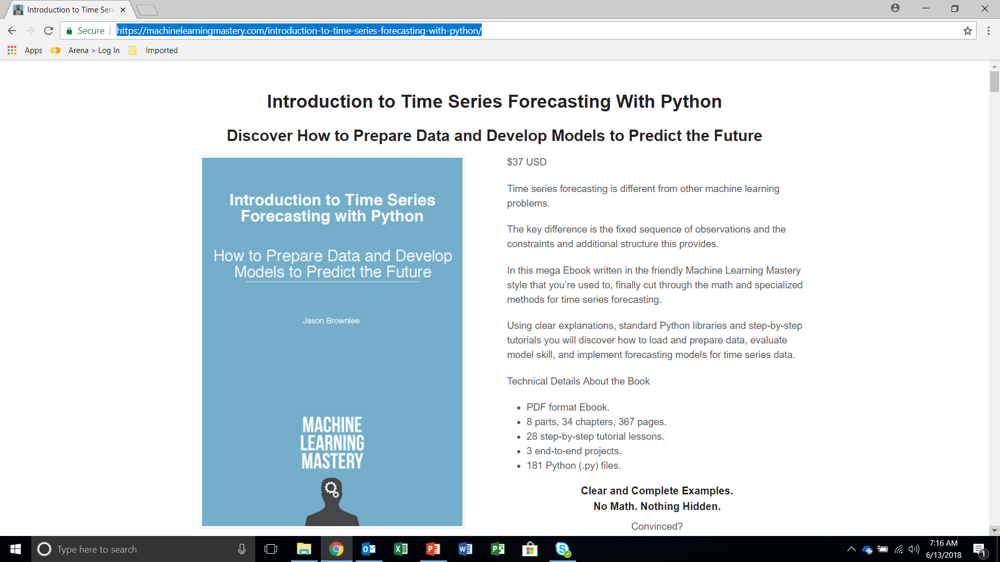 Introduction to Time Seri
Secure
https://machinelearningmastery.com/introduction-to-time-series-forecasting-with-python/
Apps
Arena > Log In
Imported
Introduction to Time Series Forecasting With Python
Discover How to Prepare Data and Develop Models to Predict the Future
Introduction to Time Series
Forecasting with Python
How to Prepare Data and Develop
Models to Predict the Future
Jason Brownlee
MACHINE
LEARNING
MASTERY
$37 USD
Time series forecasting is different from other machine learning
problems.
The key difference is the fixed sequence of observations and the
constraints and additional structure this provides.
In this mega Ebook written in the friendly Machine Learning Mastery
style that you’re used to, finally cut through the math and specialized
methods for time series forecasting.
Using clear explanations, standard Python libraries and step-by-step
tutorials you will discover how to load and prepare data, evaluate
model skill, and implement forecasting models for time series data.
Technical Details About the Book
• PDF format Ebook.
• 8 parts, 34 chapters, 367 pages.
• 28 step-by-step tutorial lessons.
• 3 end-to-end projects.
• 181 Python (.py) files.
Clear and Complete Examples.
No Math. Nothing Hidden.
Convinced?
Type here to search
7:16 AM
6/13/2018
1